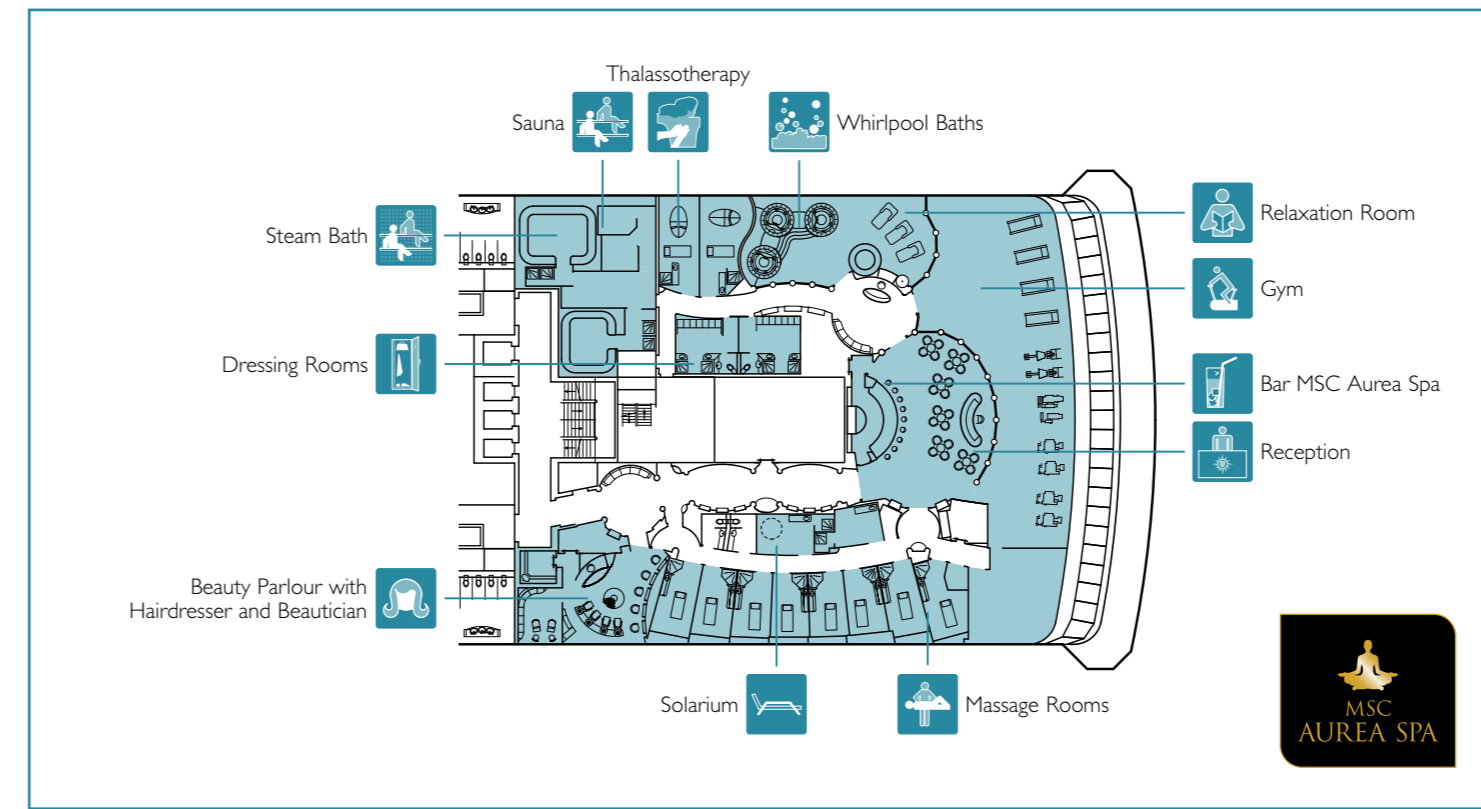 Thalassotherapy
Sauna
Whirlpool Baths
Steam Bath
Relaxation Room
Gym
Dressing Rooms
Bar MSC Aurea Spa
Reception
Beauty Parlour with
Hairdresser and Beautician
Solarium
Massage Rooms
MSC
AUREA SPA